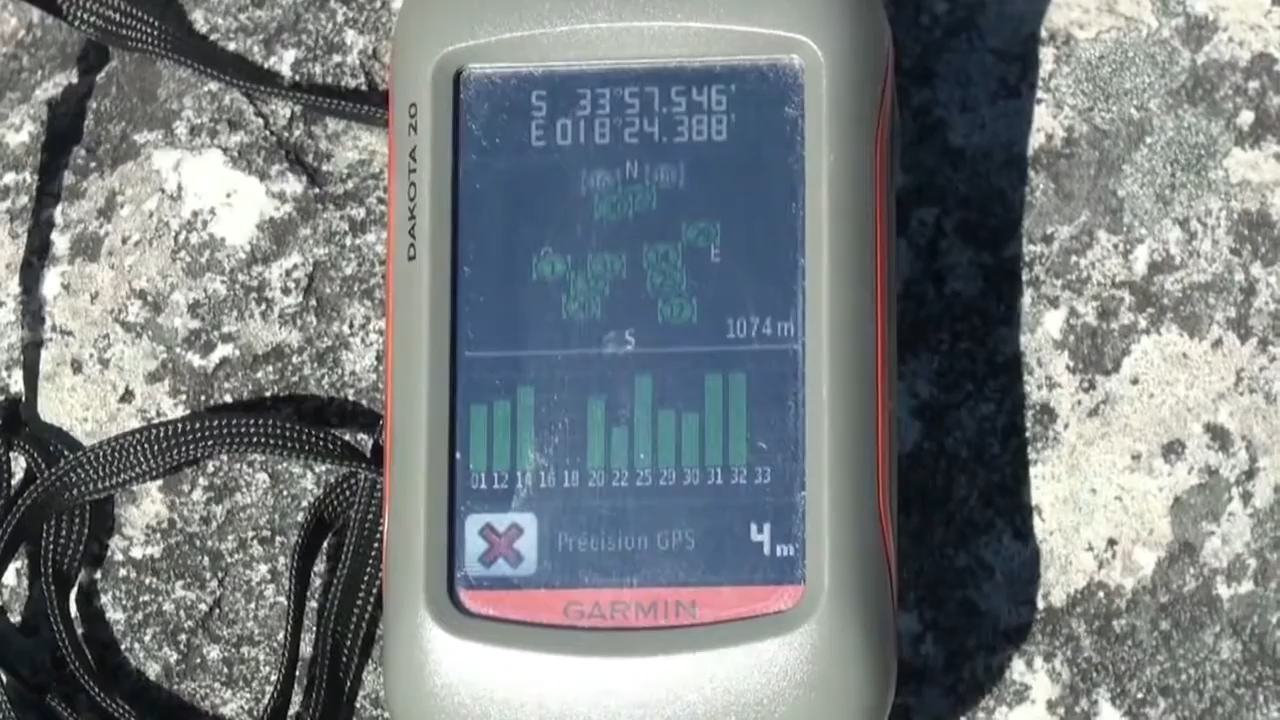 DAKOTA 20
S 33°57.546'
E 018°24.388'
N
E
S
1074 m
01 12 14 16 18 20 22 25 29 30 31 32 33
Précision GPS 4 m
GARMIN